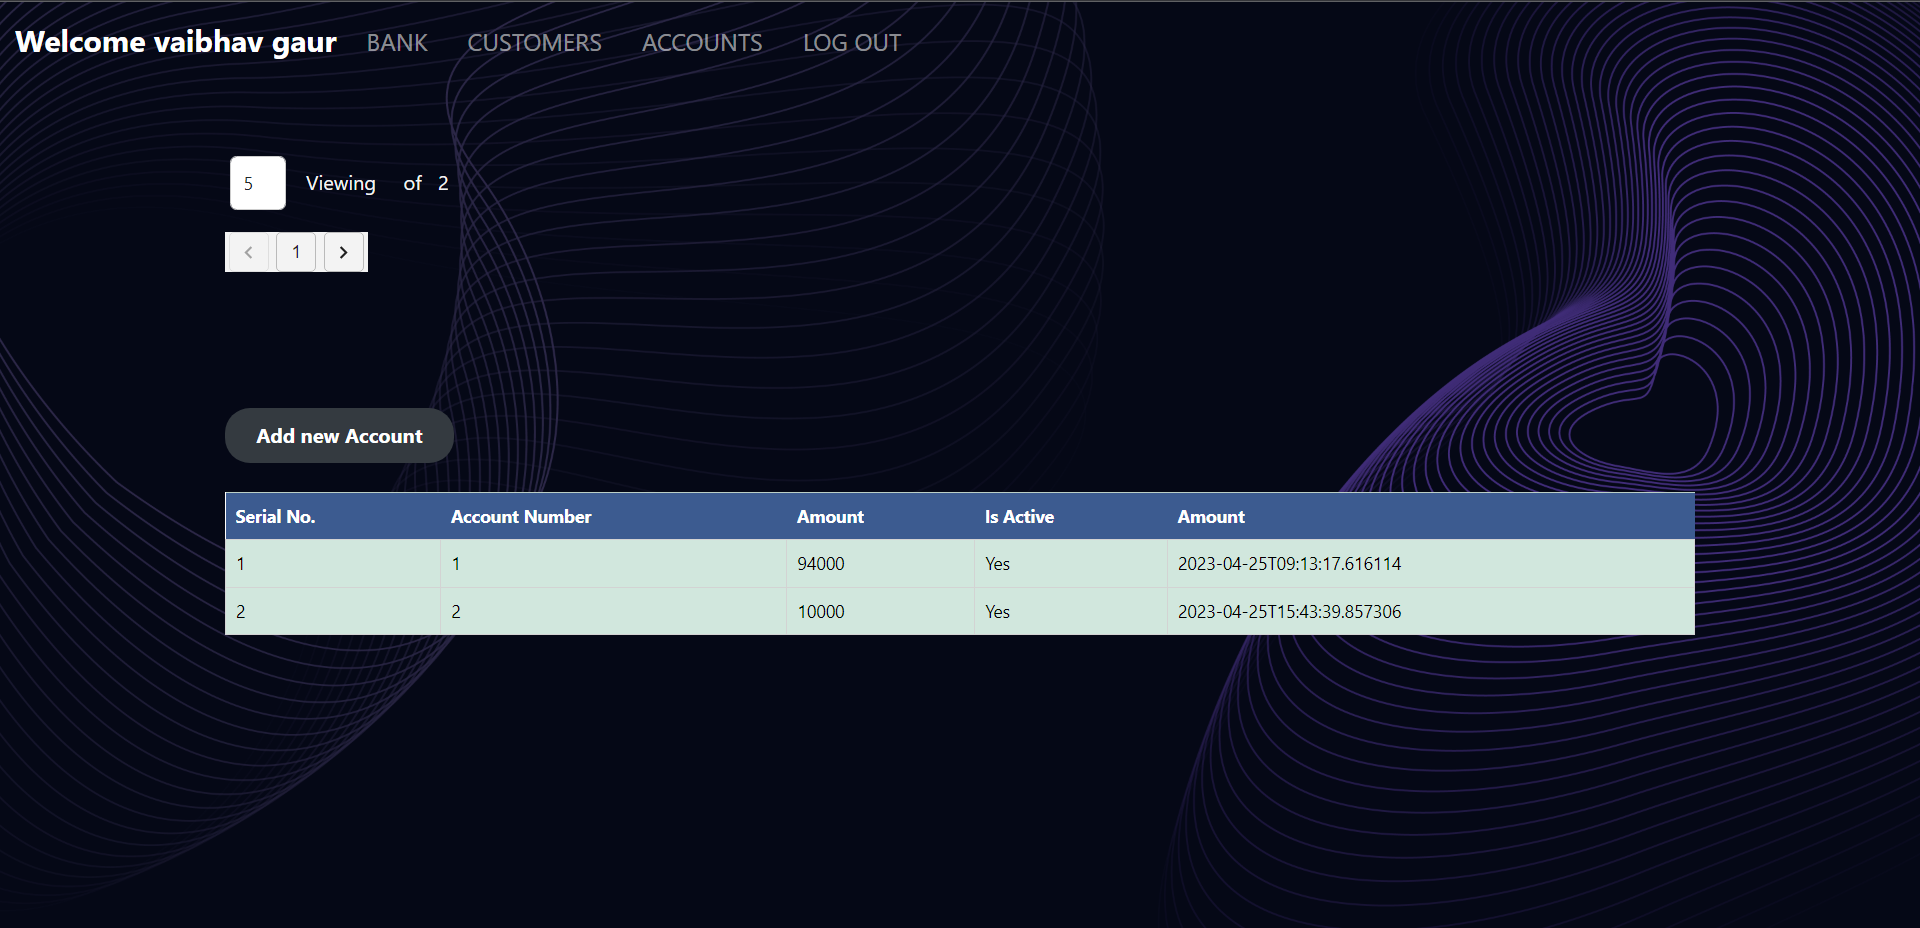 Welcome vaibhav gaur BANK CUSTOMERS ACCOUNTS LOG OUT
5 Viewing of 2
1
Add new Account
Serial No. Account Number Amount Is Active Amount
1 1 94000 Yes 2023-04-25T09:13:17.616114
2 2 10000 Yes 2023-04-25T15:43:39.857306